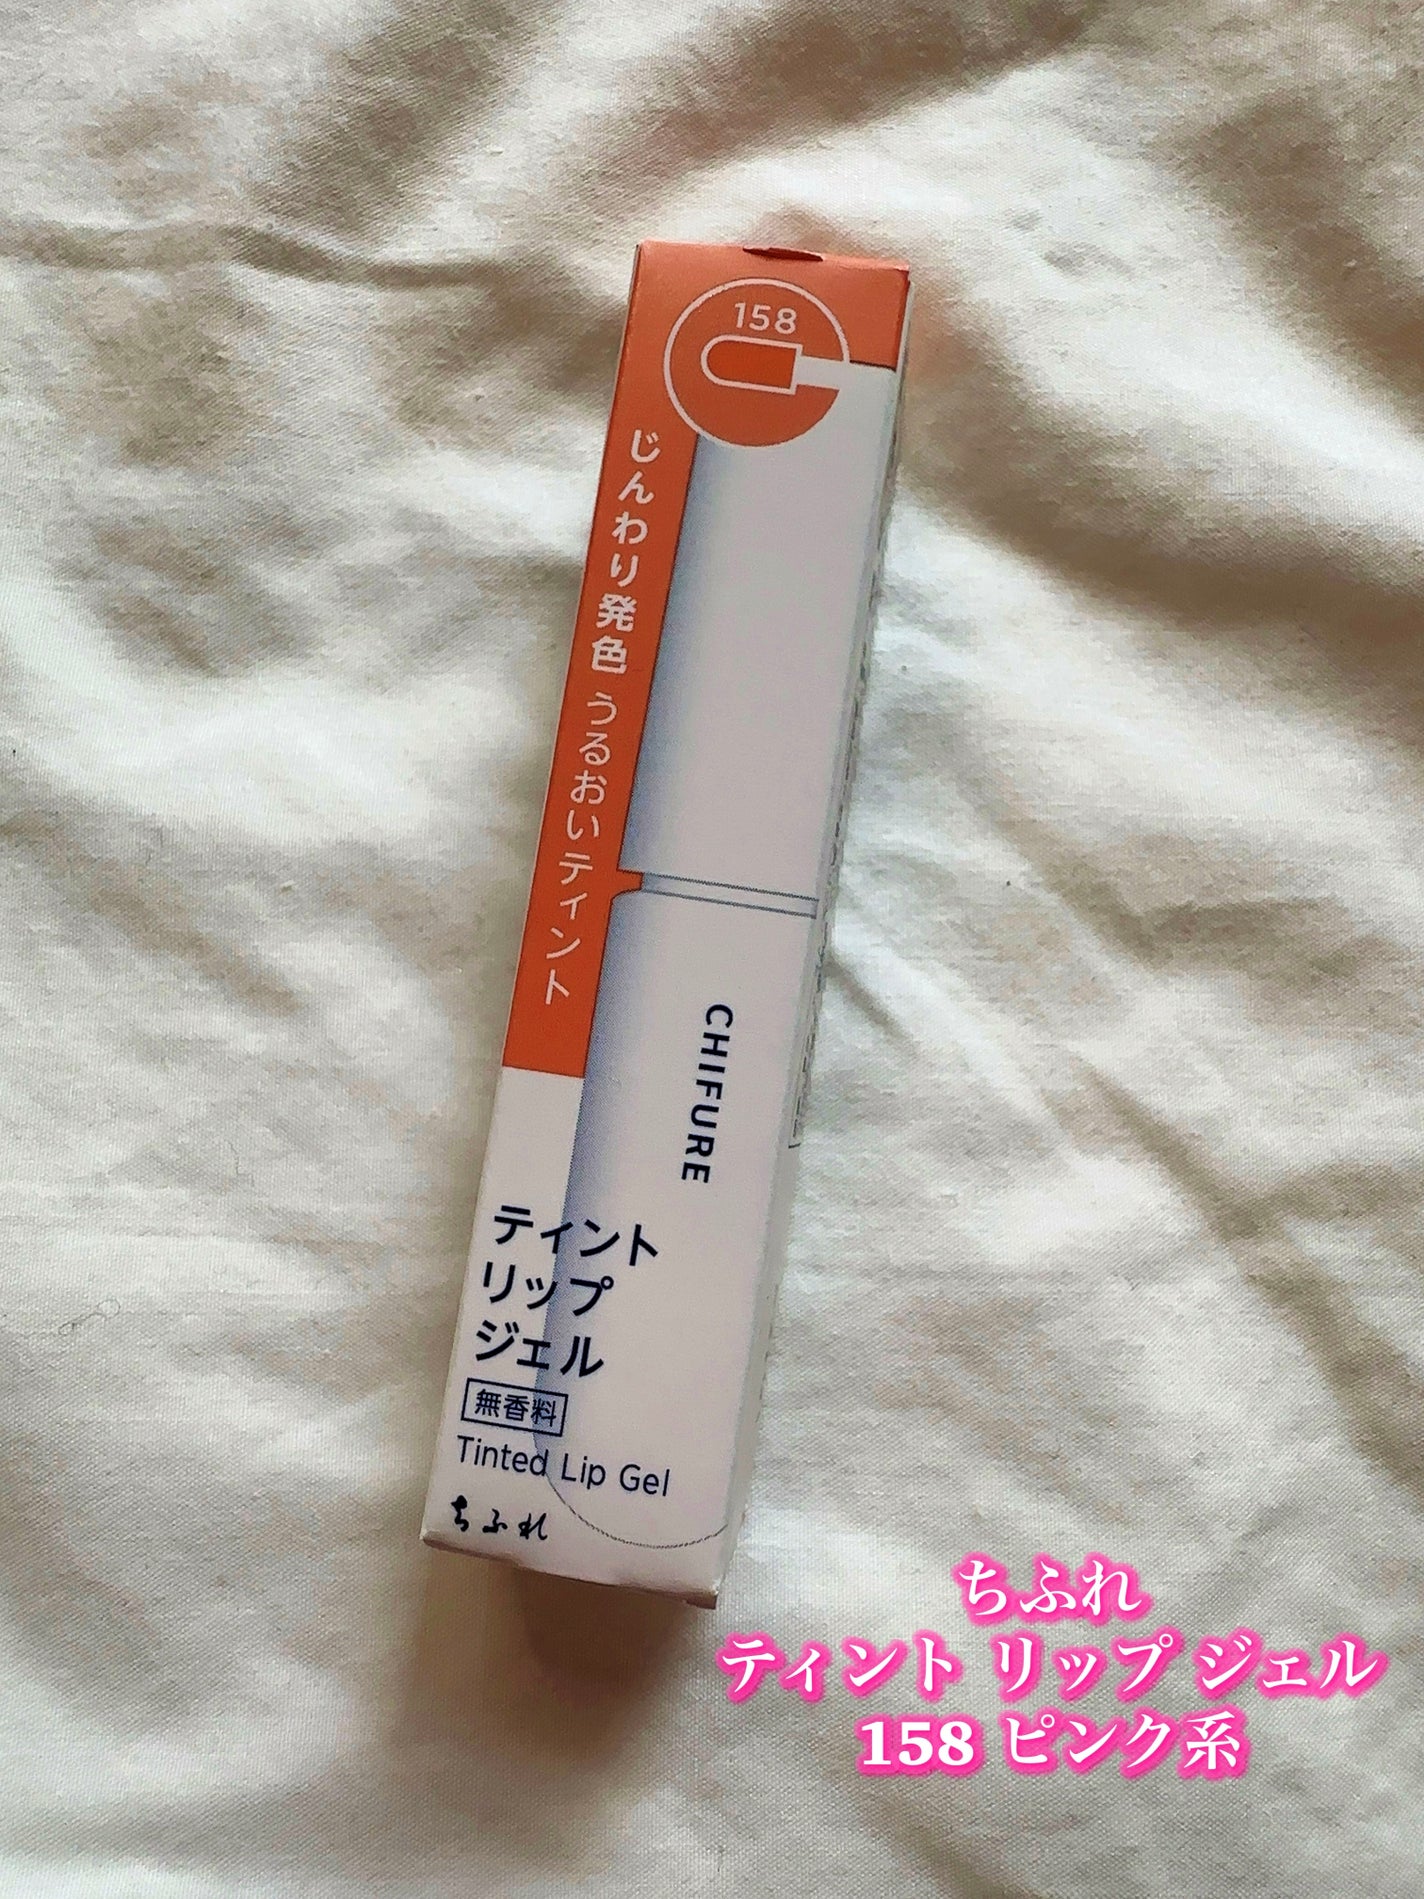 158
じんわり発色 うるおいティント
CHIFURE
ティント
リップ
ジェル
無香料
Tinted Lip Gel
ちふれ
ちふれ
ティント リップ ジェル
158 ピンク系